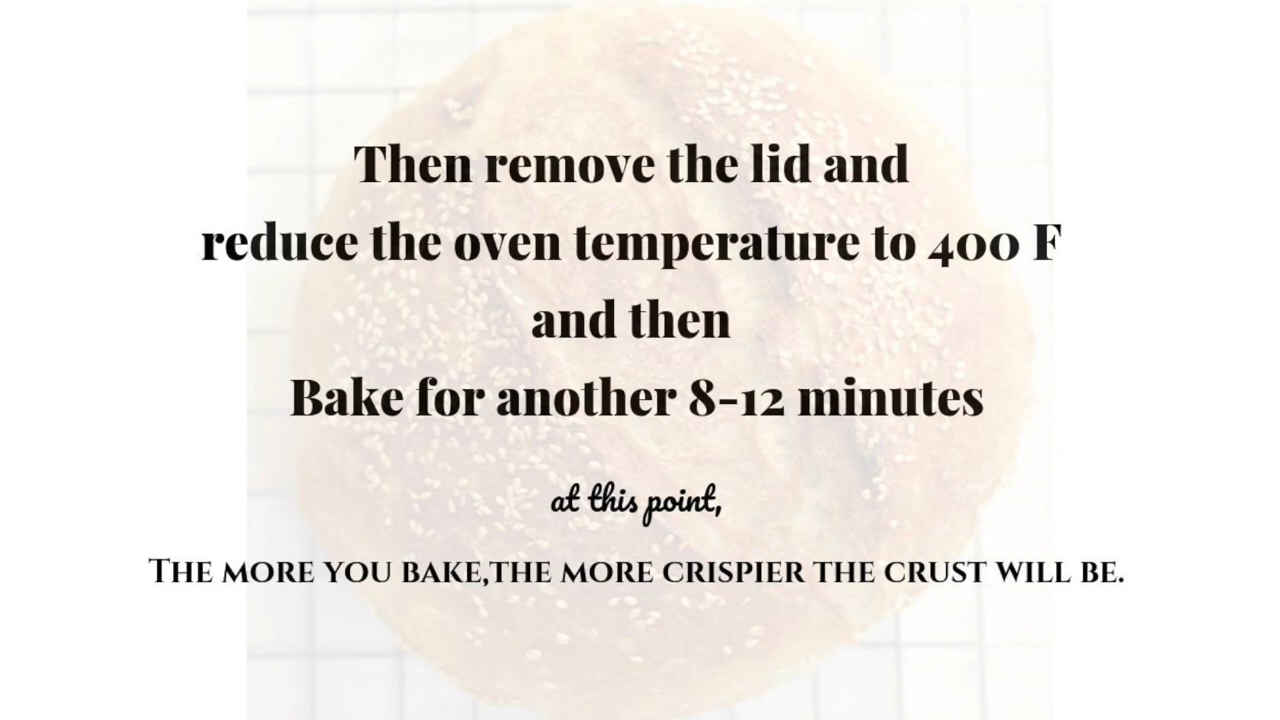 Then remove the lid and
reduce the oven temperature to 400 F
and then
Bake for another 8-12 minutes
at this point,
The more you bake,the more crispier the crust will be.